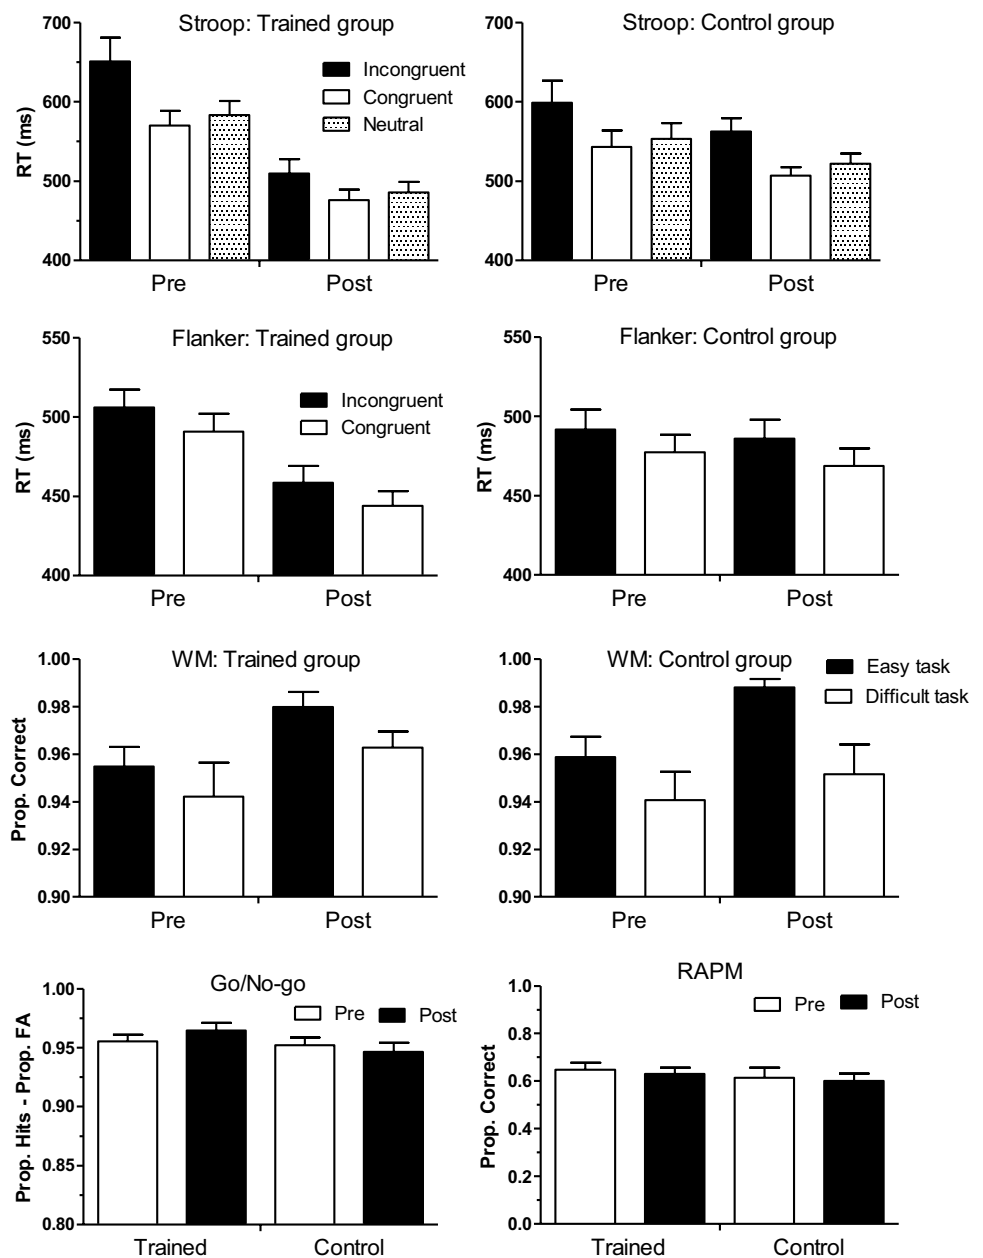 Stroop: Trained group
700
600
500
400
RT (ms)
Incongruent
Congruent
Neutral
Pre
Post
Stroop: Control group
700
600
500
400
Pre
Post
Flanker: Trained group
550
500
450
400
RT (ms)
Incongruent
Congruent
Pre
Post
Flanker: Control group
550
500
450
400
RT (ms)
Pre
Post
WM: Trained group
1.00
0.98
0.96
0.94
0.92
0.90
Prop. Correct
Pre
Post
WM: Control group
1.00
0.98
0.96
0.94
0.92
0.90
Easy task
Difficult task
Pre
Post
Go/No-go
1.00
0.95
0.90
0.85
0.80
Prop. Hits - Prop. FA
Pre
Post
Trained
Control
RAPM
1.0
0.8
0.6
0.4
0.2
0.0
Prop. Correct
Pre
Post
Trained
Control